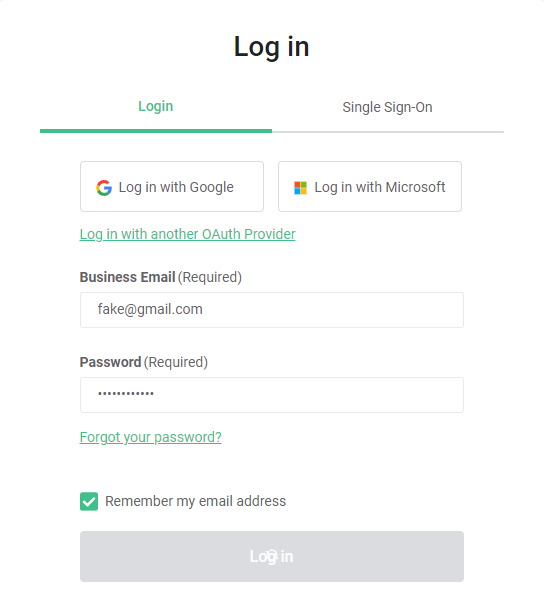 Log in
Login
Single Sign-On
Log in with Google
Log in with Microsoft
Log in with another OAuth Provider
Business Email (Required)
fake@gmail.com
Password (Required)
••••••••••••
Forgot your password?
Remember my email address
Log in